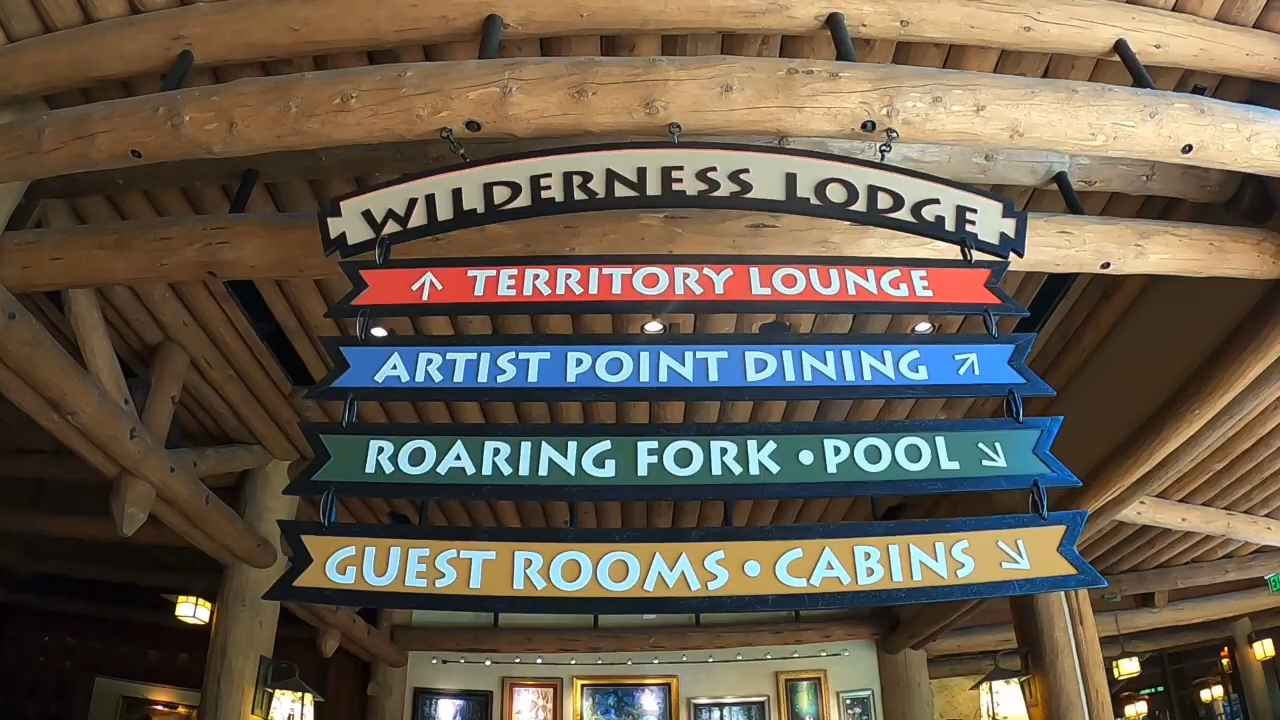 WILDERNESS LODGE
↑ TERRITORY LOUNGE
ARTIST POINT DINING ↗
ROARING FORK • POOL ↘
GUEST ROOMS • CABINS ↘